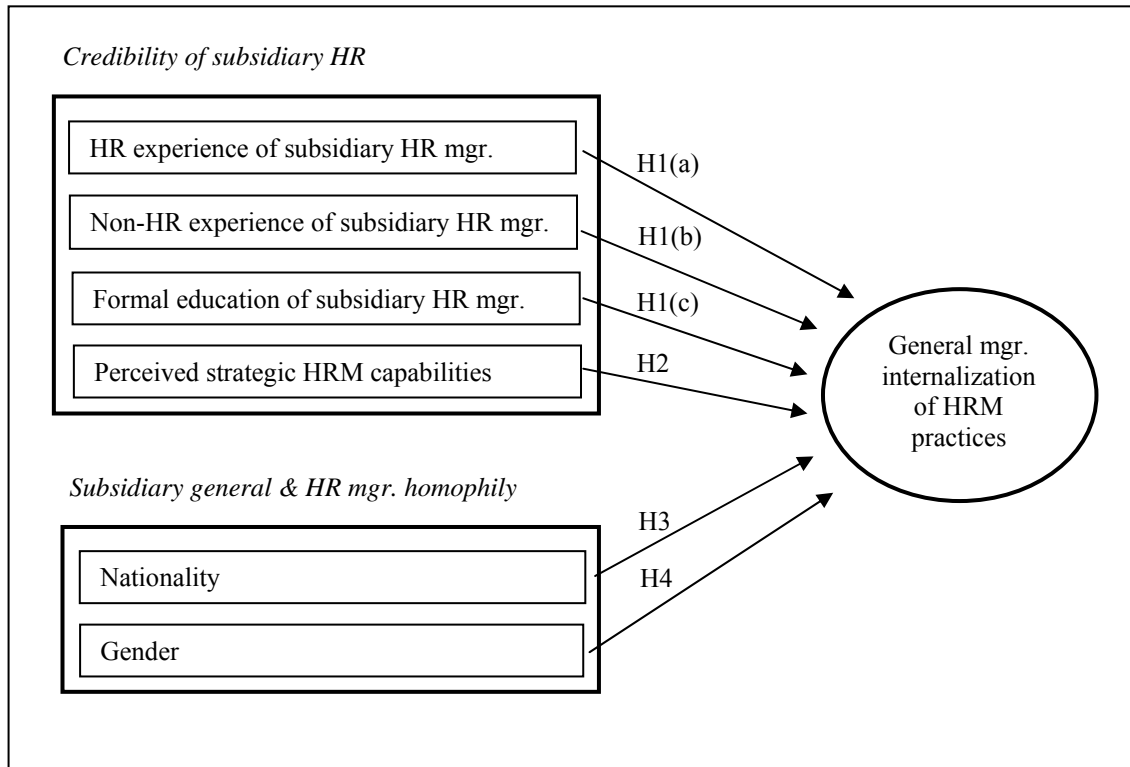 Credibility of subsidiary HR
HR experience of subsidiary HR mgr.
H1(a)
Non-HR experience of subsidiary HR mgr.
H1(b)
Formal education of subsidiary HR mgr.
H1(c)
Perceived strategic HRM capabilities
H2
General mgr.
internalization
of HRM
practices
Subsidiary general & HR mgr. homophily
H3
Nationality
H4
Gender